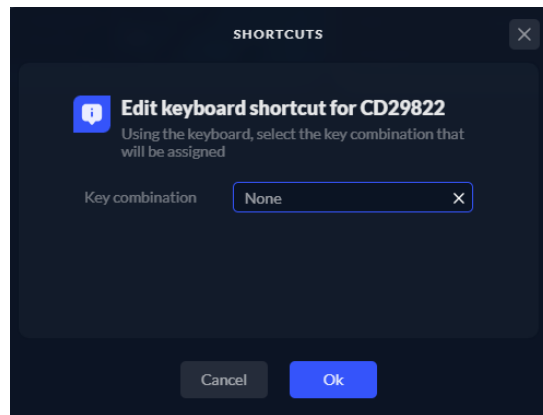 SHORTCUTS
Edit keyboard shortcut for CD29822
Using the keyboard, select the key combination that
will be assigned
Key combination
None
Cancel
Ok